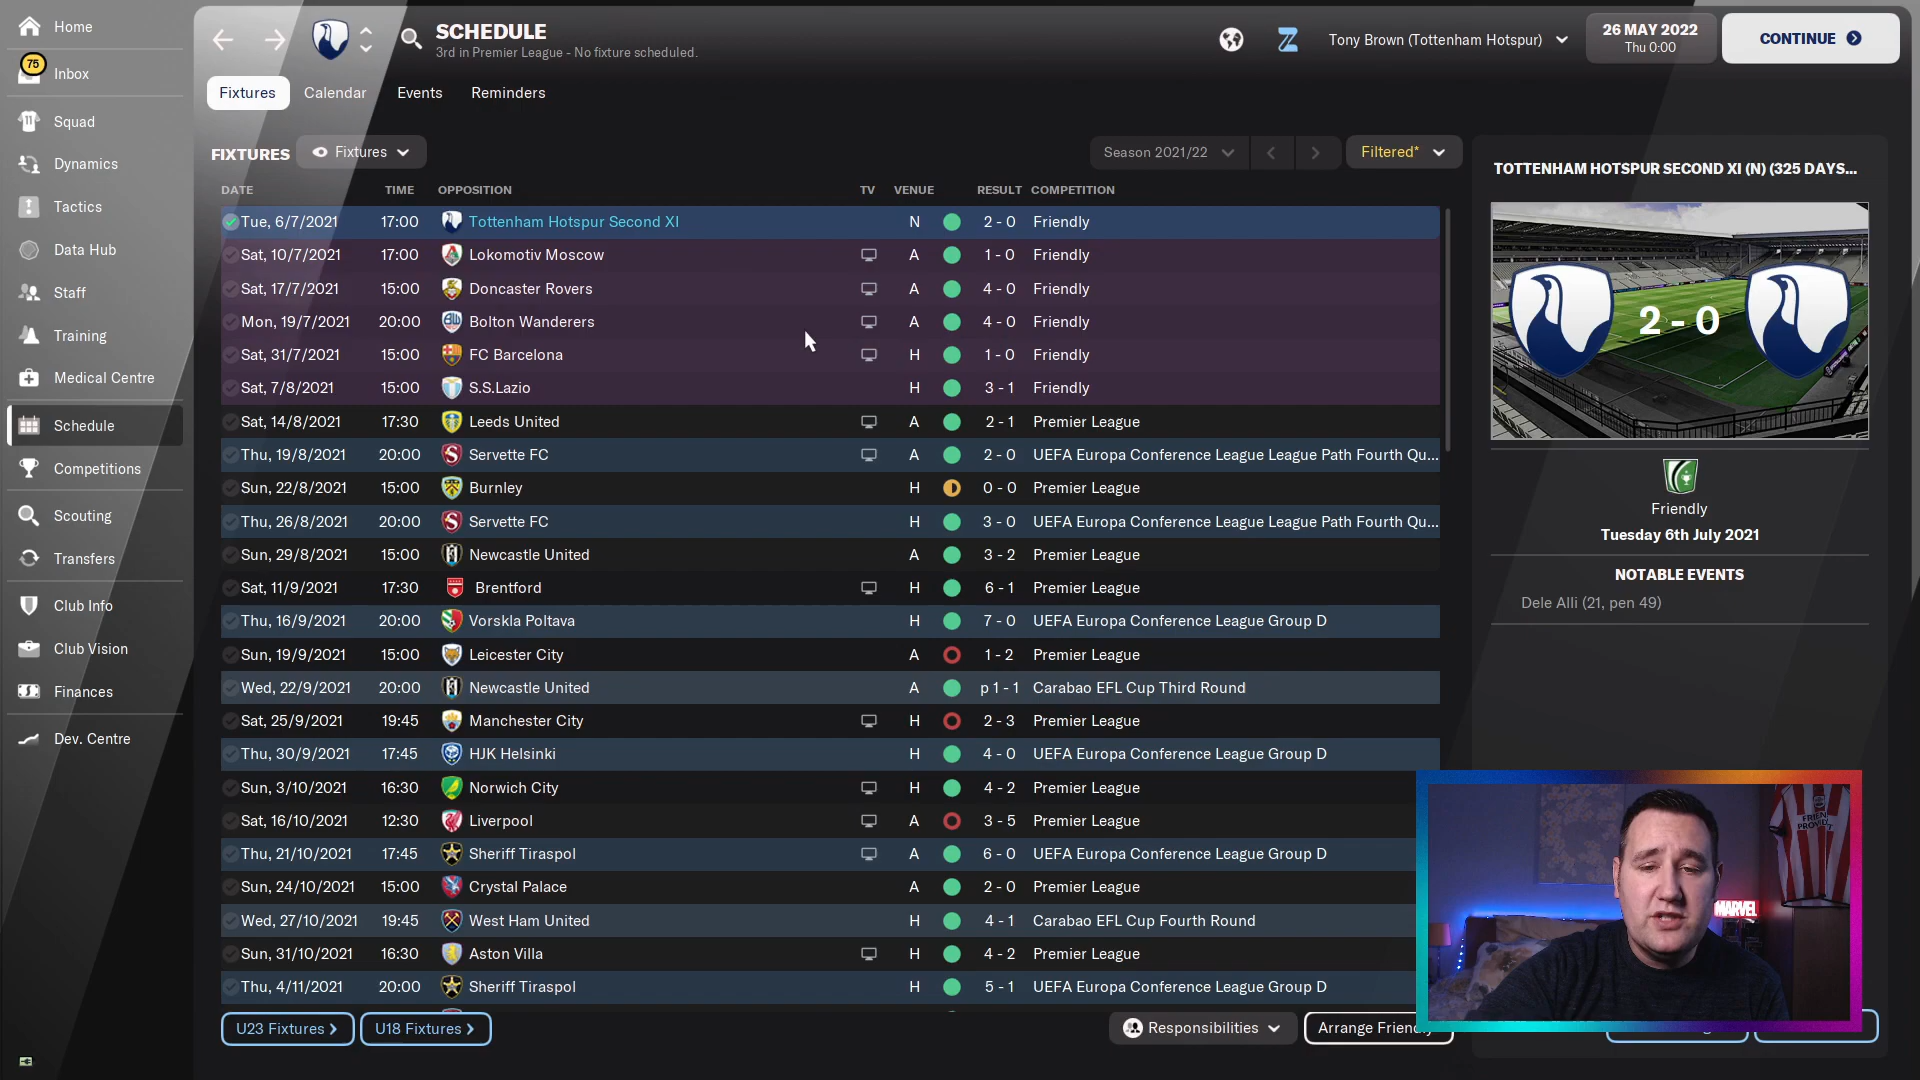 Home
75
Inbox
Squad
Dynamics
Tactics
Data Hub
Staff
Training
Medical Centre
Schedule
Competitions
Scouting
Transfers
Club Info
Club Vision
Finances
Dev. Centre
SCHEDULE
3rd in Premier League - No fixture scheduled.
Tony Brown (Tottenham Hotspur)
26 MAY 2022
Thu 0:00
CONTINUE
Fixtures Calendar Events Reminders
FIXTURES Fixtures Season 2021/22 Filtered*
DATE TIME OPPOSITION TV VENUE RESULT COMPETITION
Tue, 6/7/2021 17:00 Tottenham Hotspur Second XI N 2 - 0 Friendly
Sat, 10/7/2021 17:00 Lokomotiv Moscow A 1 - 0 Friendly
Sat, 17/7/2021 15:00 Doncaster Rovers A 4 - 0 Friendly
Mon, 19/7/2021 20:00 Bolton Wanderers A 4 - 0 Friendly
Sat, 31/7/2021 15:00 FC Barcelona H 1 - 0 Friendly
Sat, 7/8/2021 15:00 S.S.Lazio H 3 - 1 Friendly
Sat, 14/8/2021 17:30 Leeds United A 2 - 1 Premier League
Thu, 19/8/2021 20:00 Servette FC A 2 - 0 UEFA Europa Conference League League Path Fourth Qu...
Sun, 22/8/2021 15:00 Burnley H 0 - 0 Premier League
Thu, 26/8/2021 20:00 Servette FC H 3 - 0 UEFA Europa Conference League League Path Fourth Qu...
Sun, 29/8/2021 15:00 Newcastle United A 3 - 2 Premier League
Sat, 11/9/2021 17:30 Brentford H 6 - 1 Premier League
Thu, 16/9/2021 20:00 Vorskla Poltava H 7 - 0 UEFA Europa Conference League Group D
Sun, 19/9/2021 15:00 Leicester City A 1 - 2 Premier League
Wed, 22/9/2021 20:00 Newcastle United A p 1 - 1 Carabao EFL Cup Third Round
Sat, 25/9/2021 19:45 Manchester City H 2 - 3 Premier League
Thu, 30/9/2021 17:45 HJK Helsinki H 4 - 0 UEFA Europa Conference League Group D
Sun, 3/10/2021 16:30 Norwich City H 4 - 2 Premier League
Sat, 16/10/2021 12:30 Liverpool A 3 - 5 Premier League
Thu, 21/10/2021 17:45 Sheriff Tiraspol A 6 - 0 UEFA Europa Conference League Group D
Sun, 24/10/2021 15:00 Crystal Palace A 2 - 0 Premier League
Wed, 27/10/2021 19:45 West Ham United H 4 - 1 Carabao EFL Cup Fourth Round
Sun, 31/10/2021 16:30 Aston Villa H 4 - 2 Premier League
Thu, 4/11/2021 20:00 Sheriff Tiraspol H 5 - 1 UEFA Europa Conference League Group D
U23 Fixtures U18 Fixtures Responsibilities Arrange Friendly
TOTTENHAM HOTSPUR SECOND XI (N) (325 DAYS...
2 - 0
Friendly
Tuesday 6th July 2021
NOTABLE EVENTS
Dele Alli (21, pen 49)
MARVEL